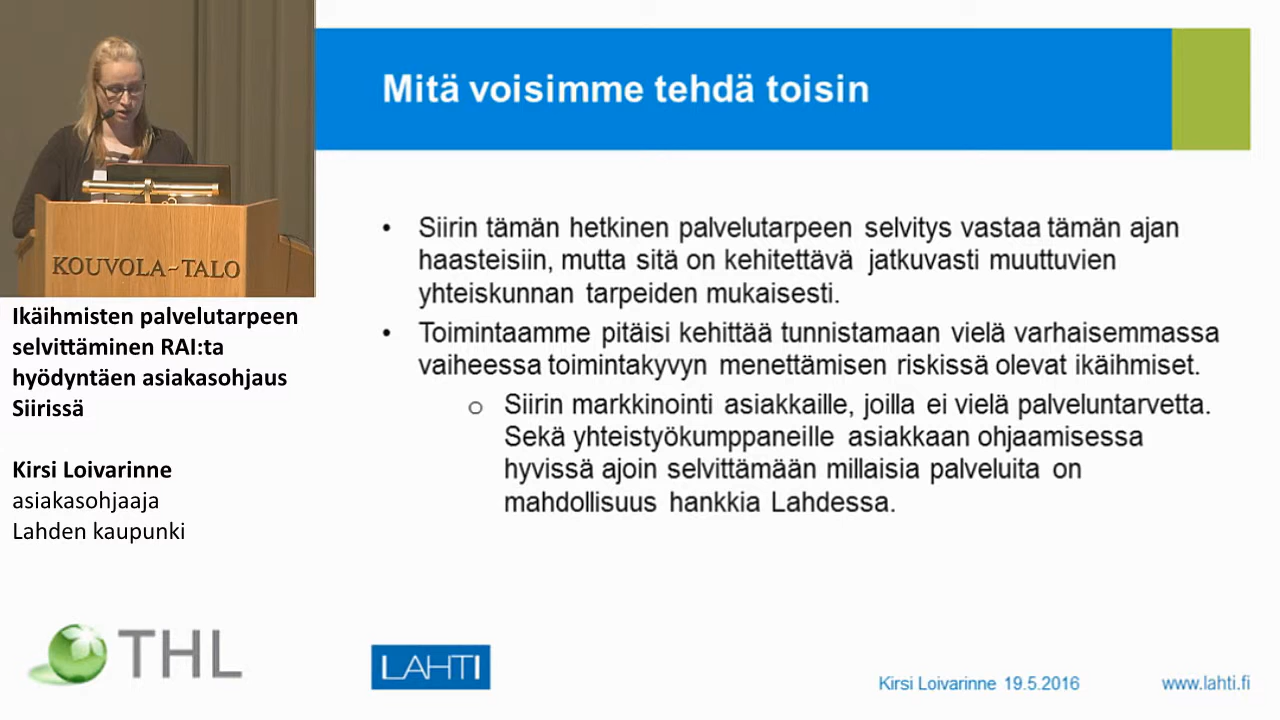 KOUVOLA~TALO
Ikäihmisten palvelutarpeen
selvittäminen RAI:ta
hyödyntäen asiakasohjaus
Siirissä
Kirsi Loivarinne
asiakasohjaaja
Lahden kaupunki
THL
Mitä voisimme tehdä toisin
• Siirin tämän hetkinen palvelutarpeen selvitys vastaa tämän ajan
haasteisiin, mutta sitä on kehitettävä jatkuvasti muuttuvien
yhteiskunnan tarpeiden mukaisesti.
• Toimintaamme pitäisi kehittää tunnistamaan vielä varhaisemmassa
vaiheessa toimintakyvyn menettämisen riskissä olevat ikäihmiset.
o Siirin markkinointi asiakkaille, joilla ei vielä palveluntarvetta.
Sekä yhteistyökumppaneille asiakkaan ohjaamisessa
hyvissä ajoin selvittämään millaisia palveluita on
mahdollisuus hankkia Lahdessa.
LAHTI
Kirsi Loivarinne 19.5.2016
www.lahti.fi